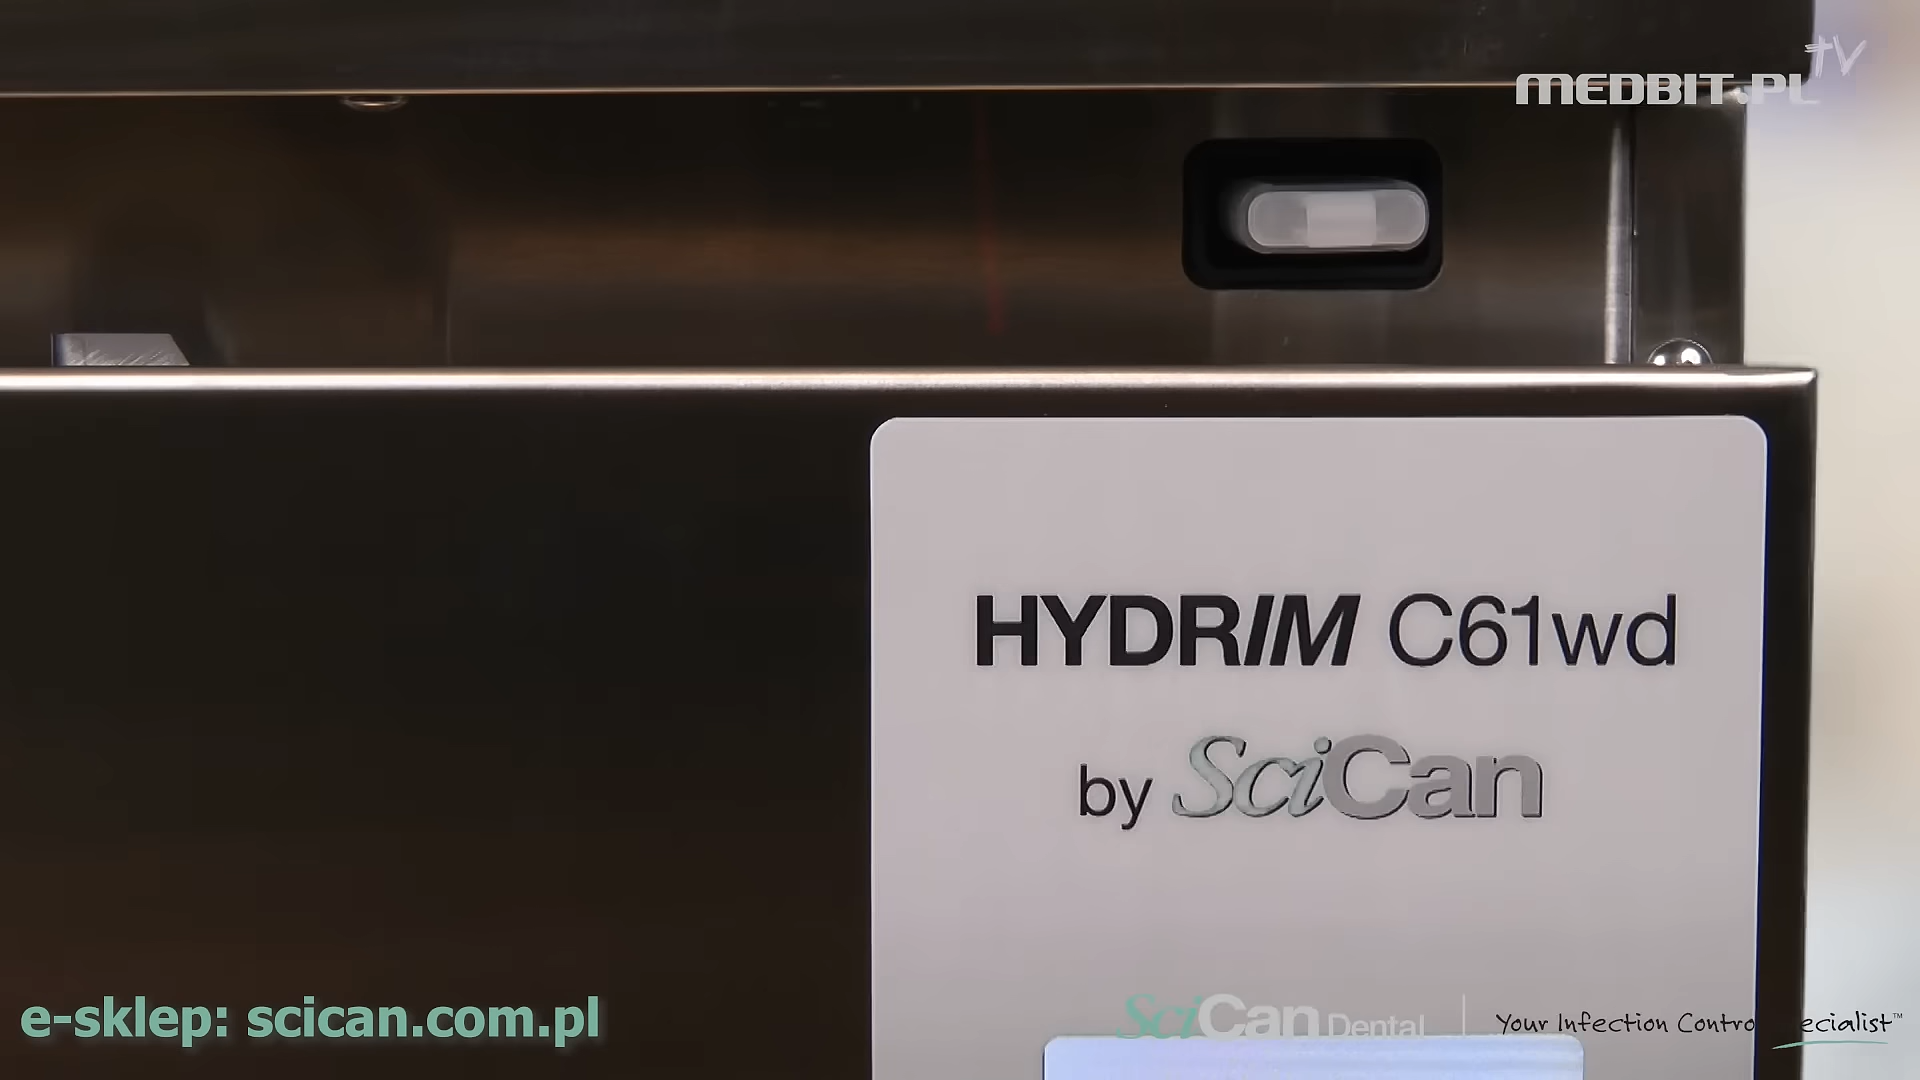 TV
MEDBIT.PL
HYDRIM C61wd
by SciCan
e-sklep: scican.com.pl
SciCan Dental
Your Infection Contro ecialist™